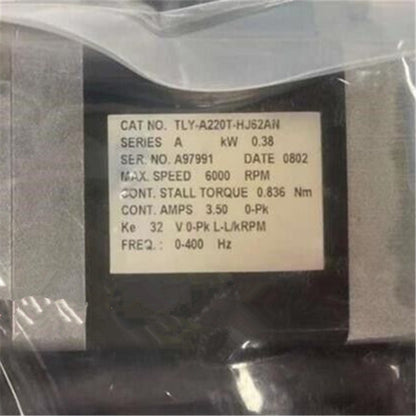 CAT NO. TLY-A220T-HJ62AN
SERIES A kW 0.38
SER. NO. A97991 DATE 0802
MAX. SPEED 6000 RPM
CONT. STALL TORQUE 0.836 Nm
CONT. AMPS 3.50 0-Pk
Ke 32 V 0-Pk L-L/kRPM
FREQ. : 0-400 Hz